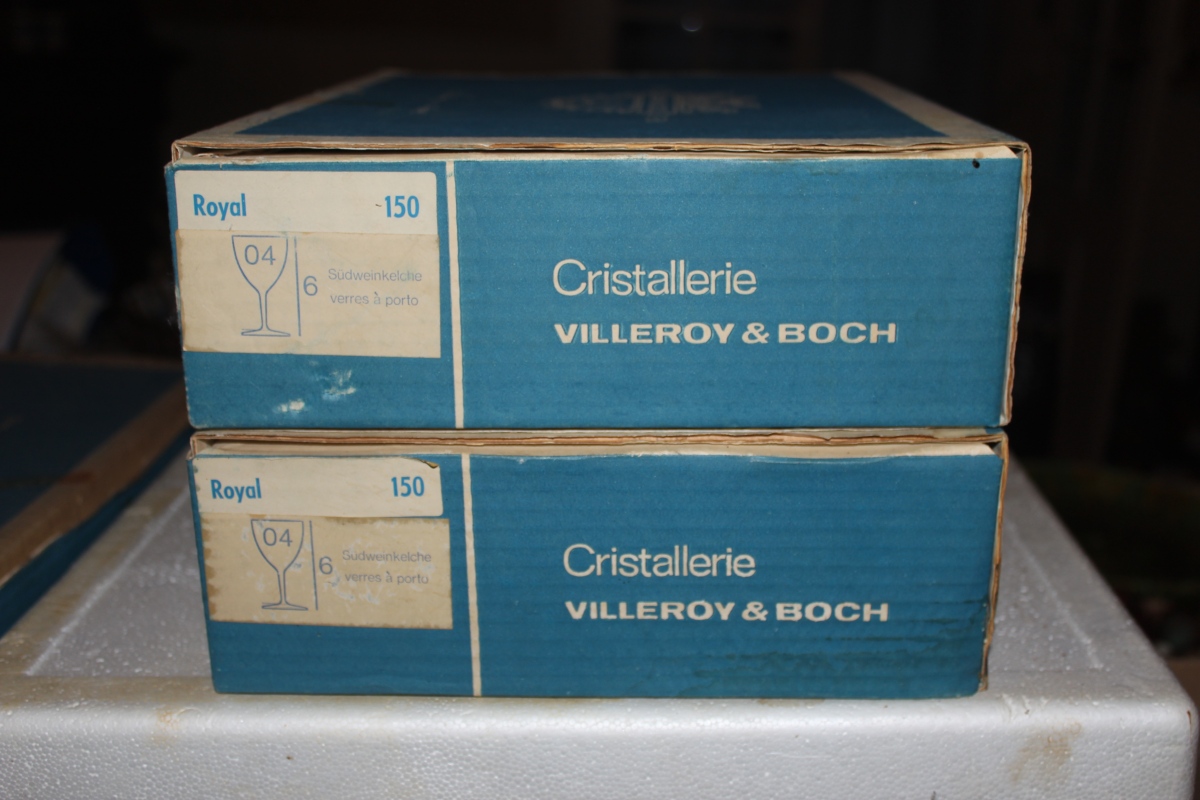 Royal 150
04
6
Südweinkelche
verres à porto
Cristallerie
VILLEROY & BOCH
Royal 150
04
6
Südweinkelche
verres à porto
Cristallerie
VILLEROY & BOCH